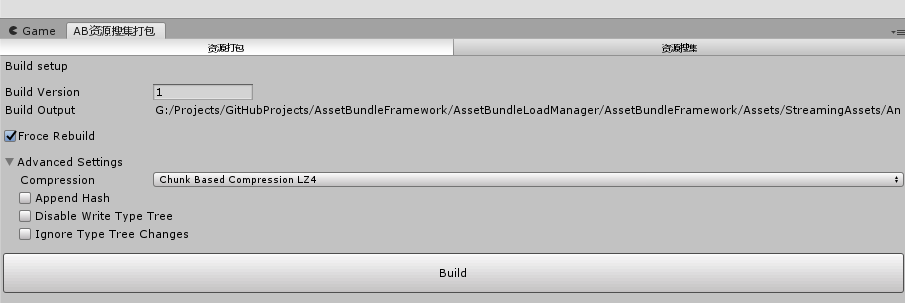 Game AB资源搜集打包
资源打包 资源搜集
Build setup
Build Version 1
Build Output G:/Projects/GitHubProjects/AssetBundleFramework/AssetBundleLoadManager/AssetBundleFramework/Assets/StreamingAssets/An
Froce Rebuild
Advanced Settings
Compression Chunk Based Compression LZ4
Append Hash
Disable Write Type Tree
Ignore Type Tree Changes
Build